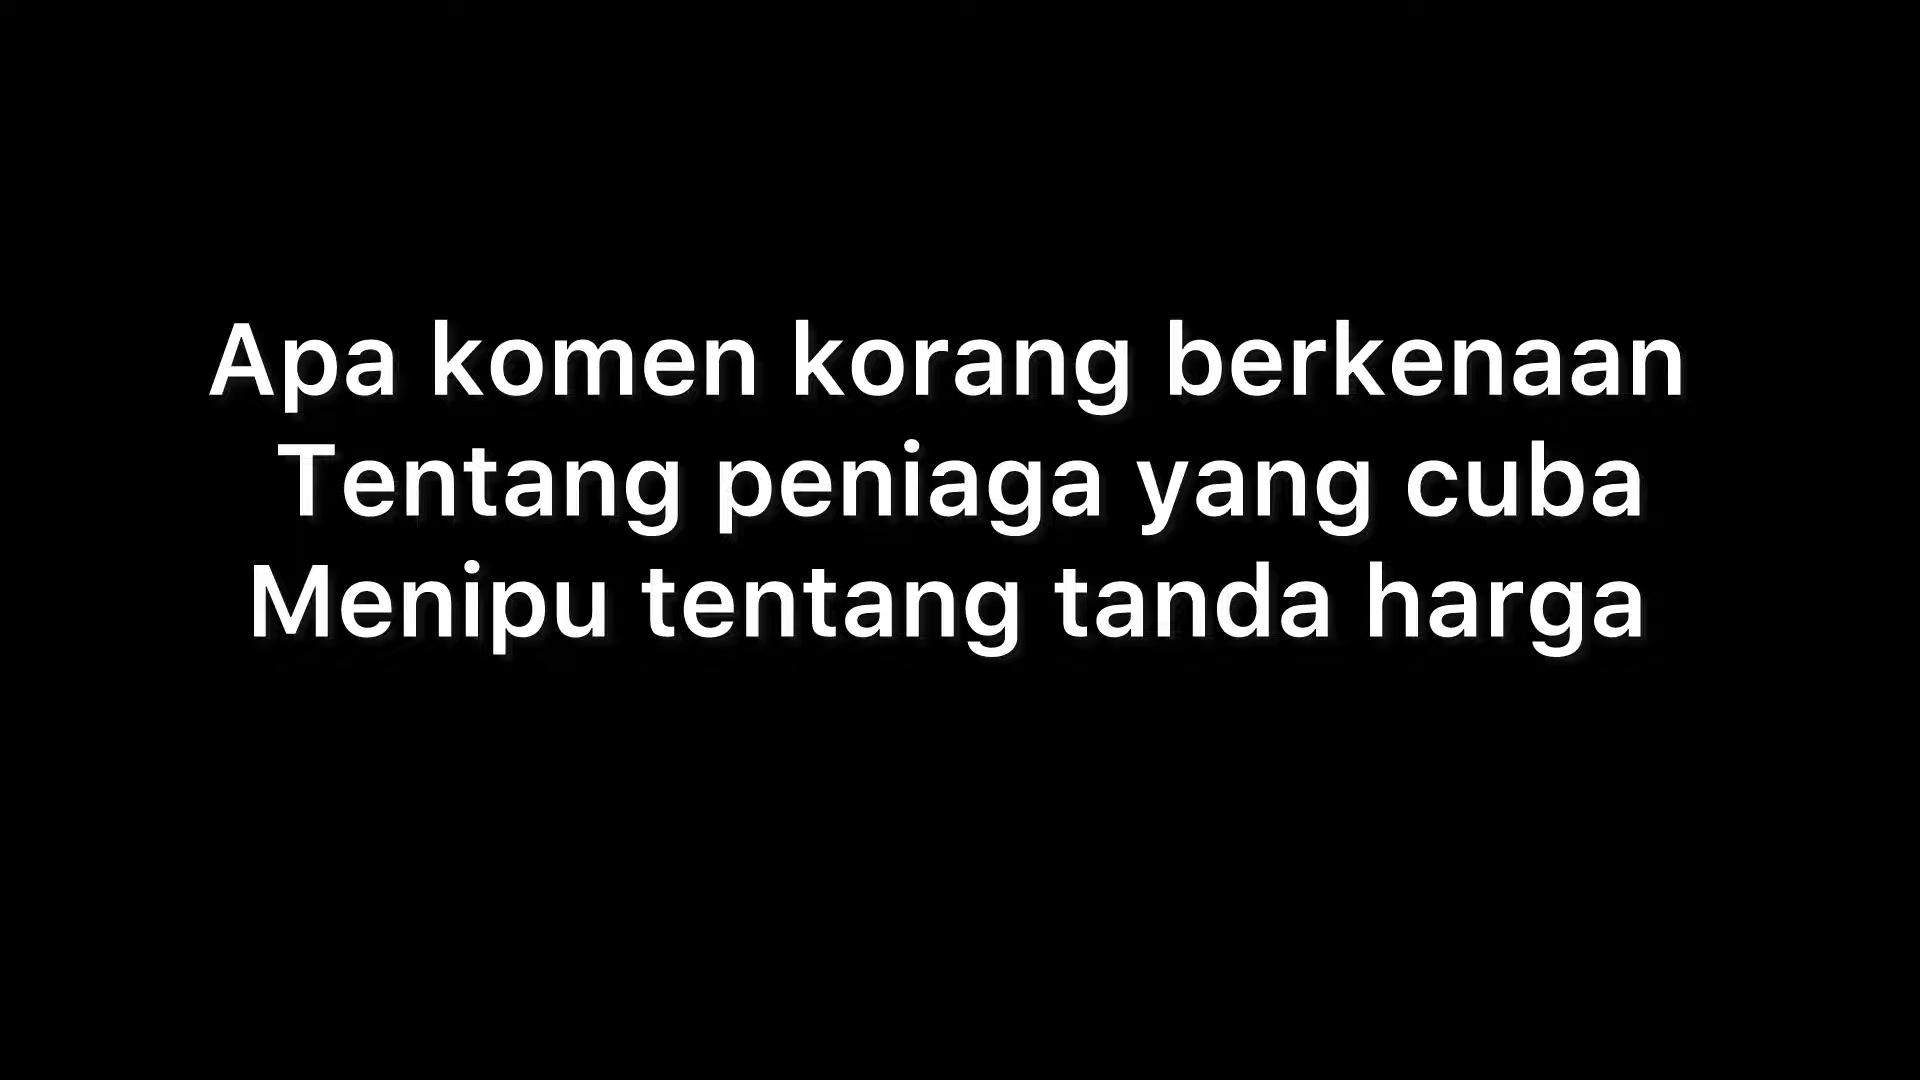 Apa komen korang berkenaan
Tentang peniaga yang cuba
Menipu tentang tanda harga